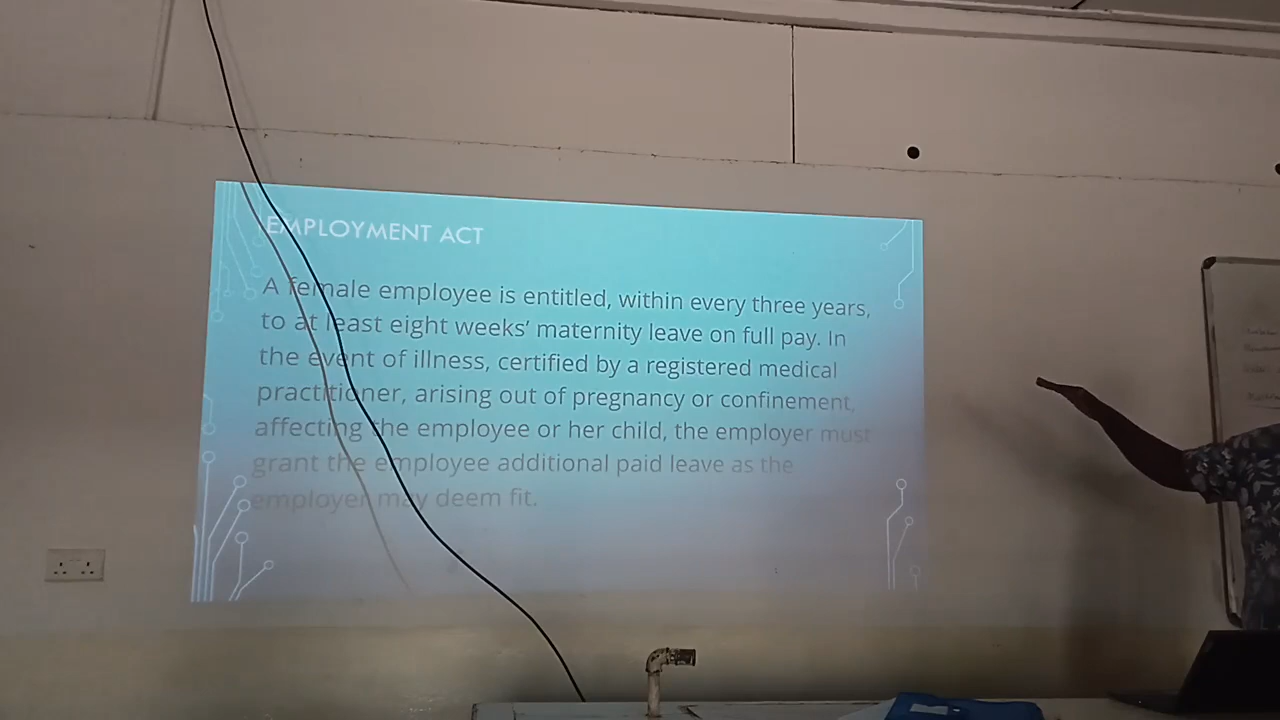 EMPLOYMENT ACT
A female employee is entitled, within every three years,
to at least eight weeks’ maternity leave on full pay. In
the event of illness, certified by a registered medical
practitioner, arising out of pregnancy or confinement,
affecting the employee or her child, the employer must
grant the employee additional paid leave as the
employer may deem fit.